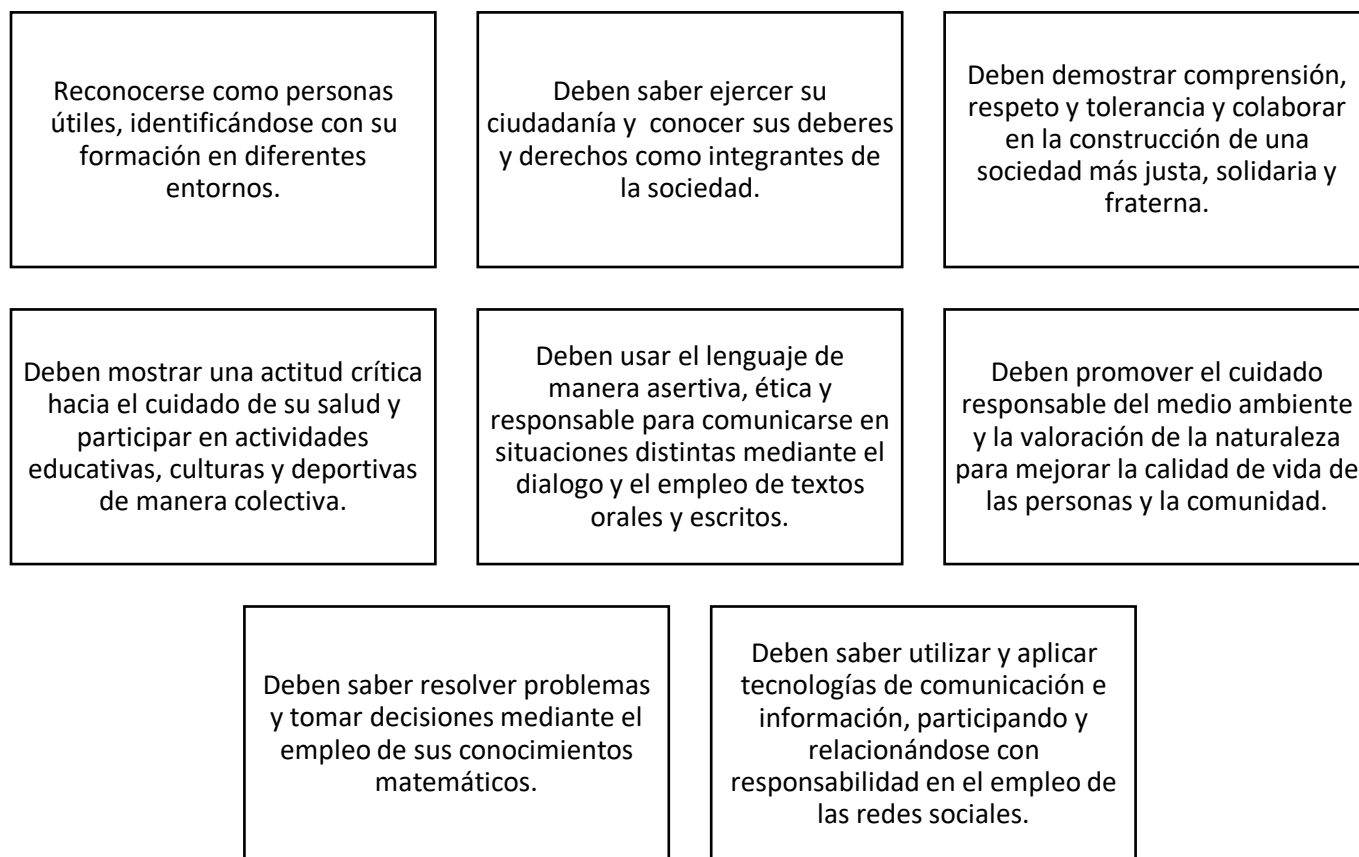 Reconocerse como personas
útiles, identificándose con su
formación en diferentes
entornos.
Deben saber ejercer su
ciudadanía y  conocer sus deberes
y derechos como integrantes de
la sociedad.
Deben demostrar comprensión,
respeto y tolerancia y colaborar
en la construcción de una
sociedad más justa, solidaria y
fraterna.
Deben mostrar una actitud crítica
hacia el cuidado de su salud y
participar en actividades
educativas, culturas y deportivas
de manera colectiva.
Deben usar el lenguaje de
manera asertiva, ética y
responsable para comunicarse en
situaciones distintas mediante el
dialogo y el empleo de textos
orales y escritos.
Deben promover el cuidado
responsable del medio ambiente
y la valoración de la naturaleza
para mejorar la calidad de vida de
las personas y la comunidad.
Deben saber resolver problemas
y tomar decisiones mediante el
empleo de sus conocimientos
matemáticos.
Deben saber utilizar y aplicar
tecnologías de comunicación e
información, participando y
relacionándose con
responsabilidad en el empleo de
las redes sociales.